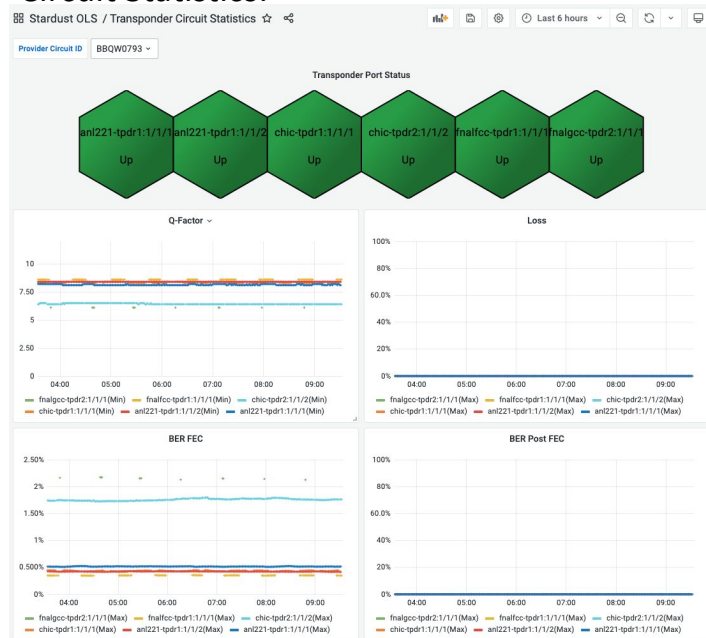 Circuit Statistics.
Stardust OLS / Transponder Circuit Statistics
Last 6 hours
Provider Circuit ID BBQW0793
Transponder Port Status
anl221-tpdr1:1/1/1 anl221-tpdr1:1/1/2 chic-tpdr1:1/1/1 chic-tpdr2:1/1/2 fnalfcc-tpdr1:1/1/1 fnalgcc-tpdr2:1/1/1
Up Up Up Up Up Up
Q-Factor
10
7.50
5
2.50
0
04:00 05:00 06:00 07:00 08:00 09:00
fnalgcc-tpdr2:1/1/1(Min) fnalfcc-tpdr1:1/1/1(Min) chic-tpdr2:1/1/2(Min)
chic-tpdr1:1/1/1(Min) anl221-tpdr1:1/1/2(Min) anl221-tpdr1:1/1/1(Min)
Loss
100%
80%
60.0%
40%
20%
0%
04:00 05:00 06:00 07:00 08:00 09:00
fnalgcc-tpdr2:1/1/1(Max) fnalfcc-tpdr1:1/1/1(Max) chic-tpdr2:1/1/2(Max)
chic-tpdr1:1/1/1(Max) anl221-tpdr1:1/1/2(Max) anl221-tpdr1:1/1/1(Max)
BER FEC
2.50%
2%
1.50%
1%
0.500%
0%
04:00 05:00 06:00 07:00 08:00 09:00
fnalgcc-tpdr2:1/1/1(Max) fnalfcc-tpdr1:1/1/1(Max) chic-tpdr2:1/1/2(Max)
chic-tpdr1:1/1/1(Max) anl221-tpdr1:1/1/2(Max) anl221-tpdr1:1/1/1(Max)
BER Post FEC
100%
80%
60.0%
40%
20%
0%
04:00 05:00 06:00 07:00 08:00 09:00
fnalgcc-tpdr2:1/1/1(Max) fnalfcc-tpdr1:1/1/1(Max) chic-tpdr2:1/1/2(Max)
chic-tpdr1:1/1/1(Max) anl221-tpdr1:1/1/2(Max) anl221-tpdr1:1/1/1(Max)